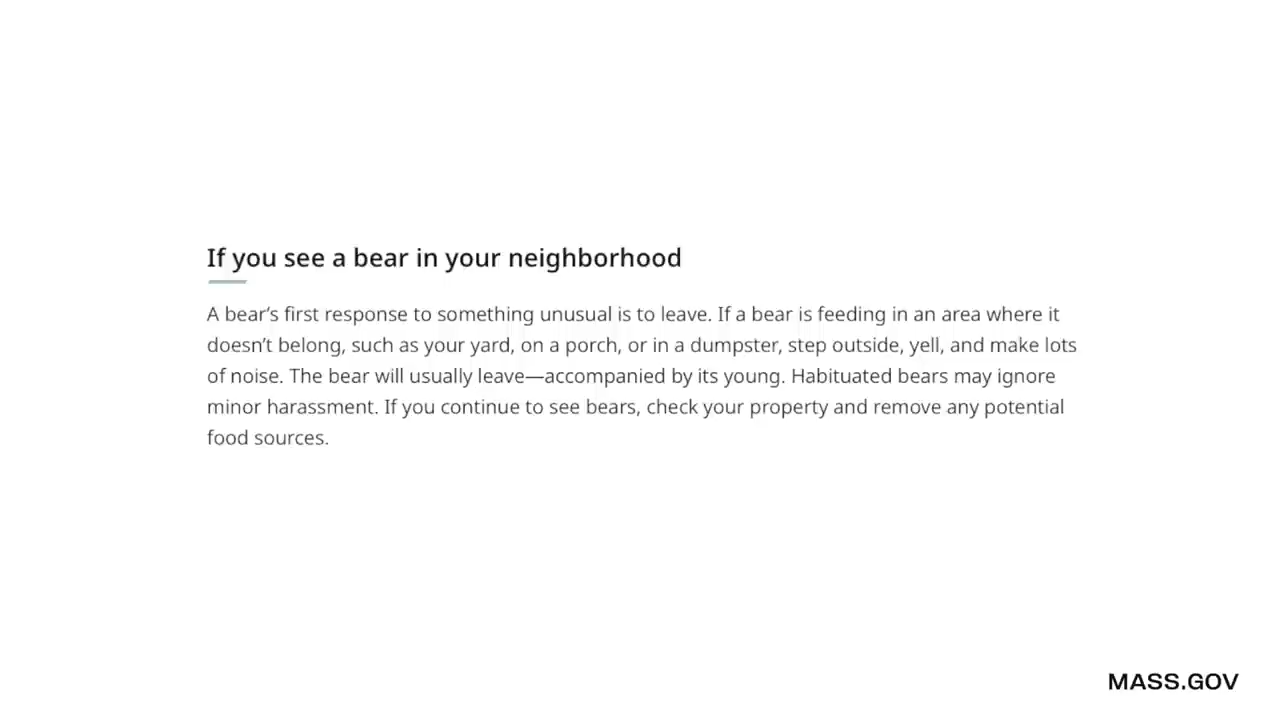 If you see a bear in your neighborhood
A bear’s first response to something unusual is to leave. If a bear is feeding in an area where it
doesn’t belong, such as your yard, on a porch, or in a dumpster, step outside, yell, and make lots
of noise. The bear will usually leave—accompanied by its young. Habituated bears may ignore
minor harassment. If you continue to see bears, check your property and remove any potential
food sources.
MASS.GOV